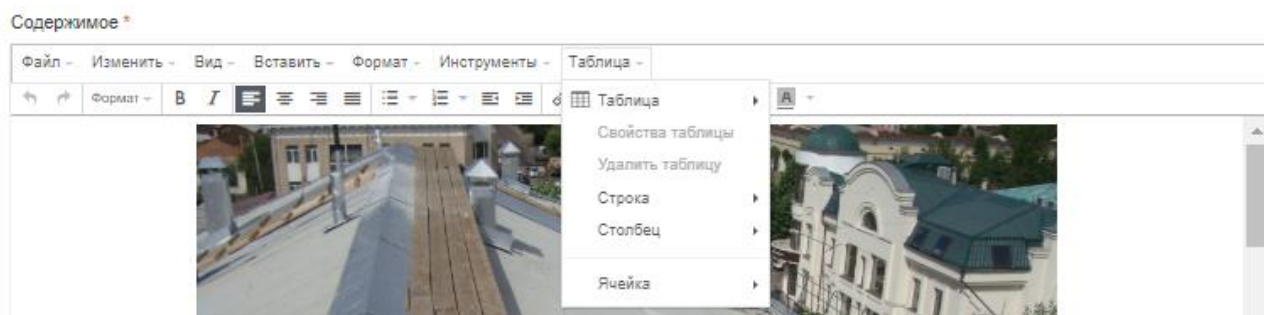 Содержимое *
Файл Изменить Вид Вставить Формат Инструменты Таблица
Формат B I A
Таблица
Свойства таблицы
Удалить таблицу
Строка
Столбец
Ячейка